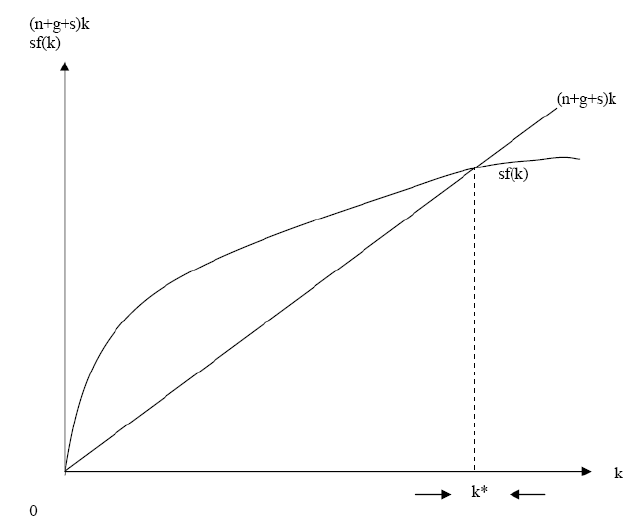 (n+g+s)k
sf(k)
(n+g+s)k
sf(k)
k
k*
0